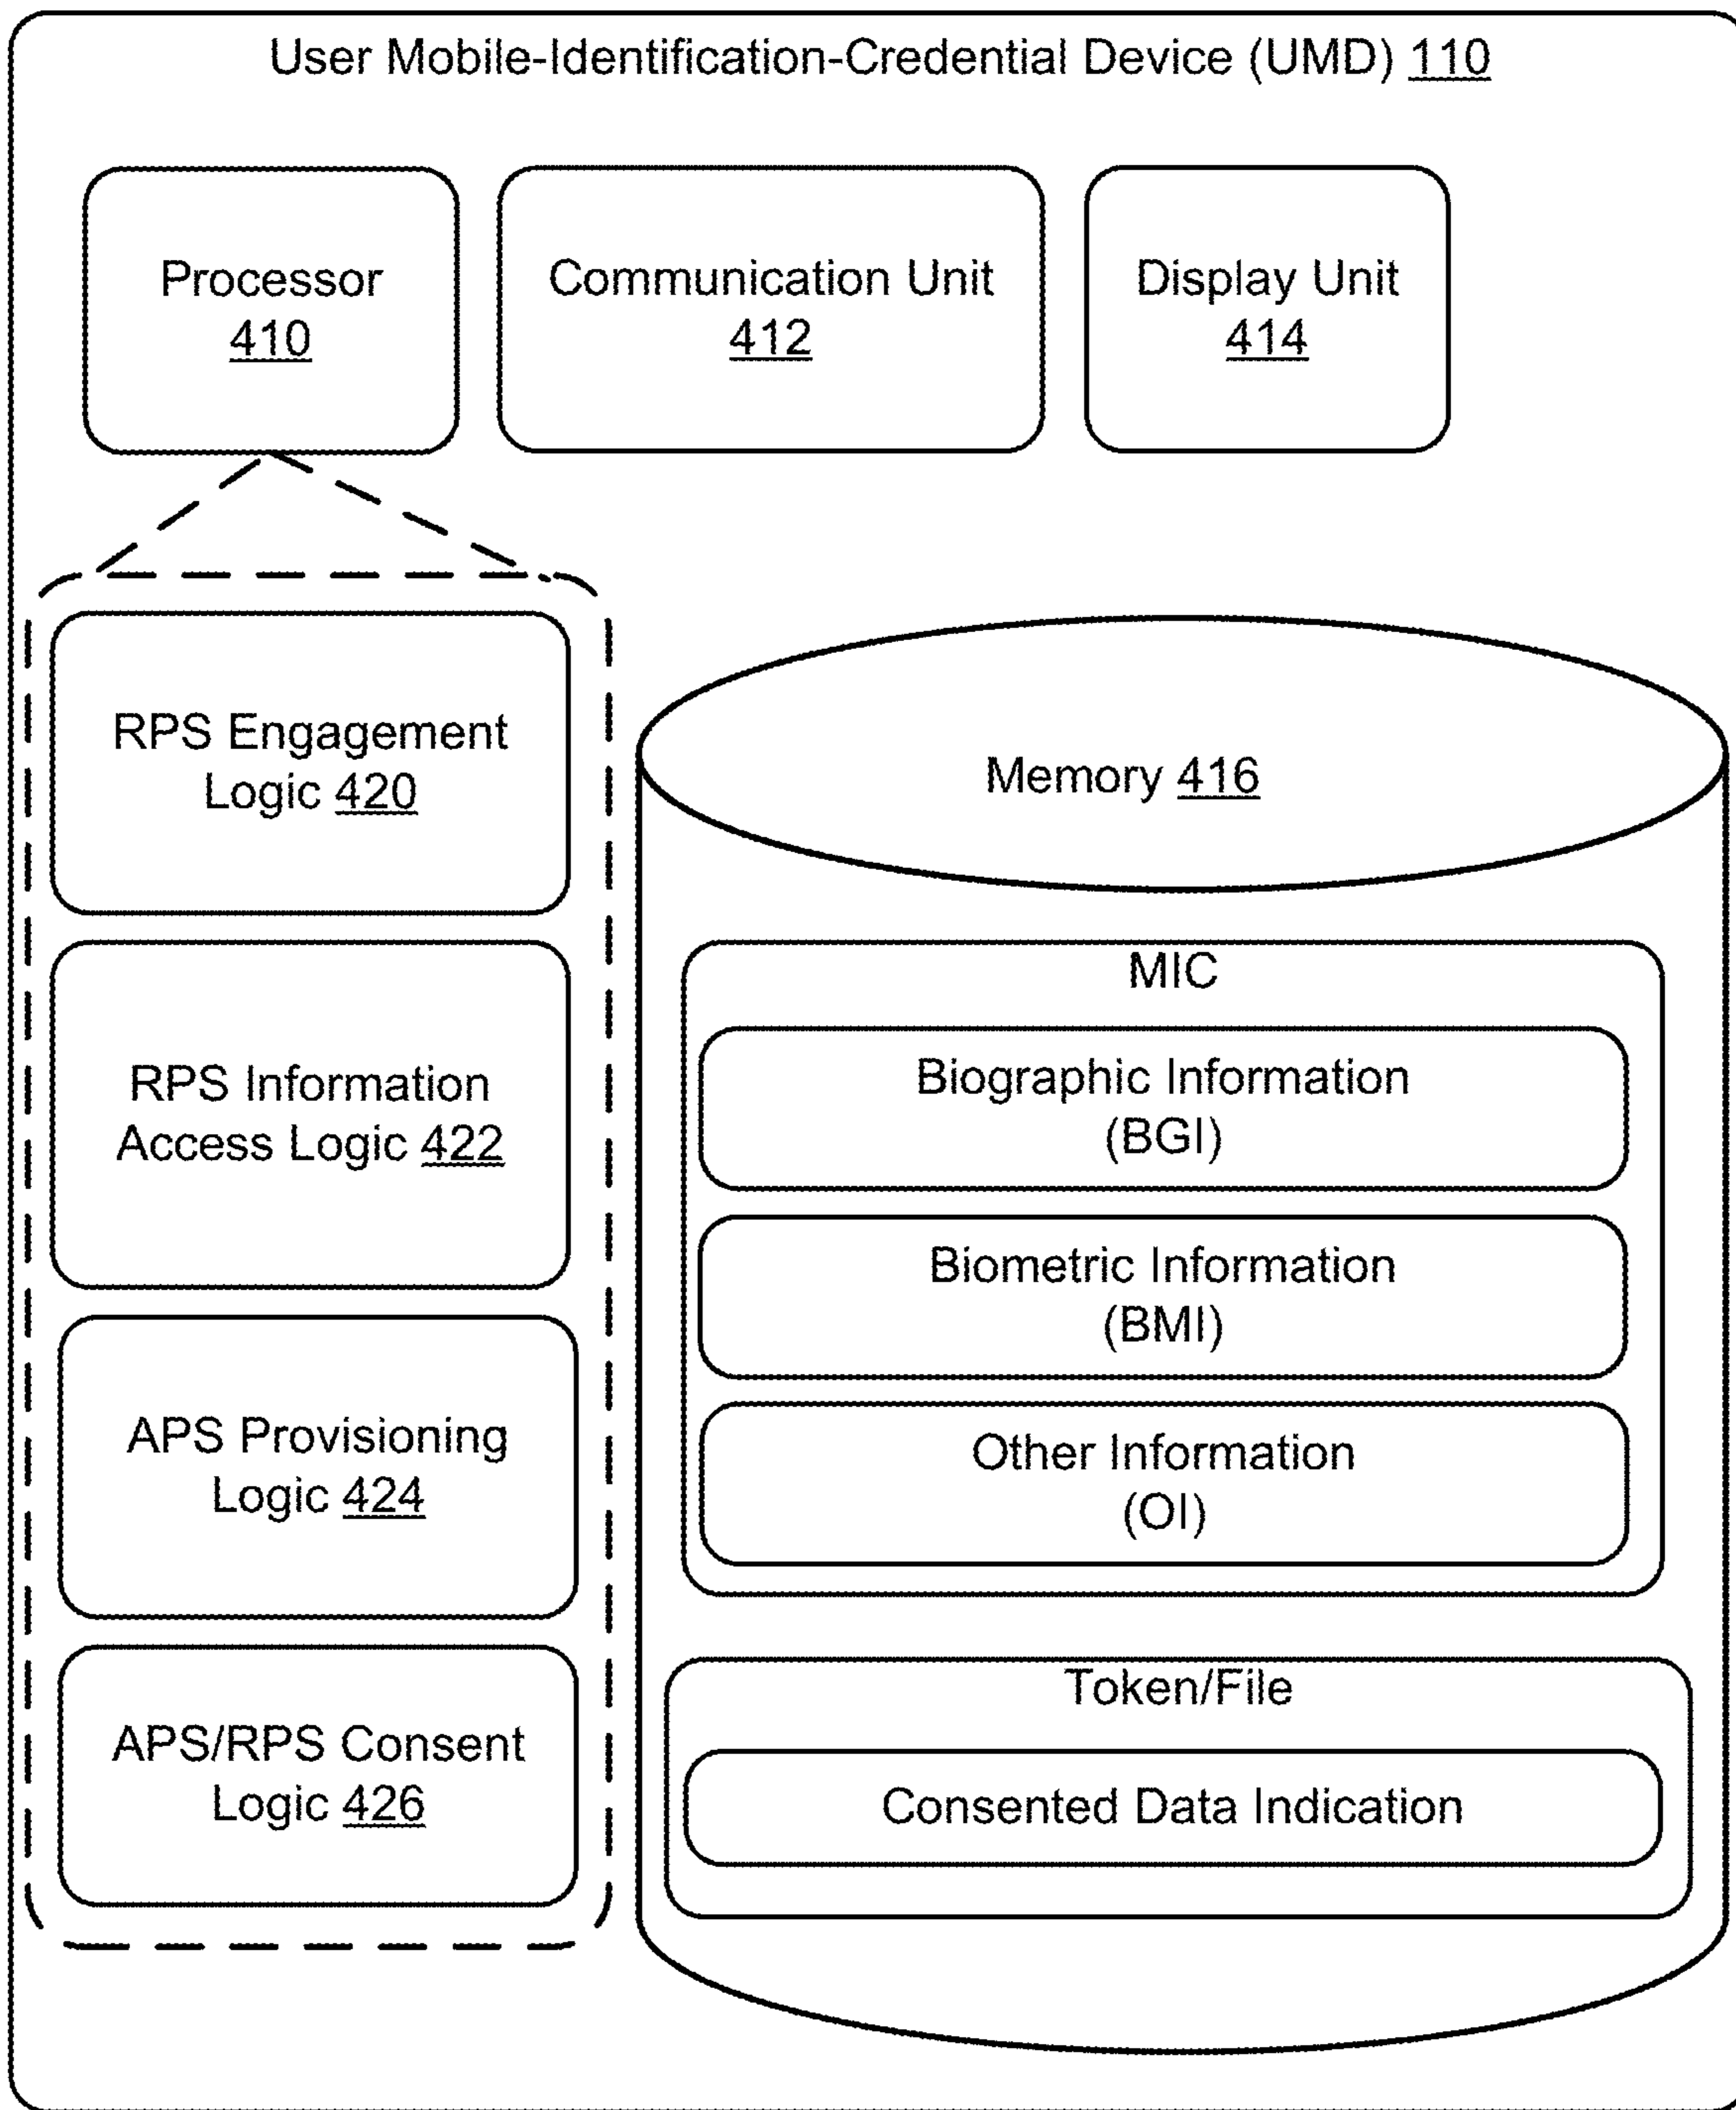 User Mobile-Identification-Credential Device (UMD) 110
Processor
410
Communication Unit
412
Display Unit
414
RPS Engagement
Logic 420
RPS Information
Access Logic 422
APS Provisioning
Logic 424
APS/RPS Consent
Logic 426
Memory 416
MIC
Biographic Information
(BGI)
Biometric Information
(BMI)
Other Information
(OI)
Token/File
Consented Data Indication